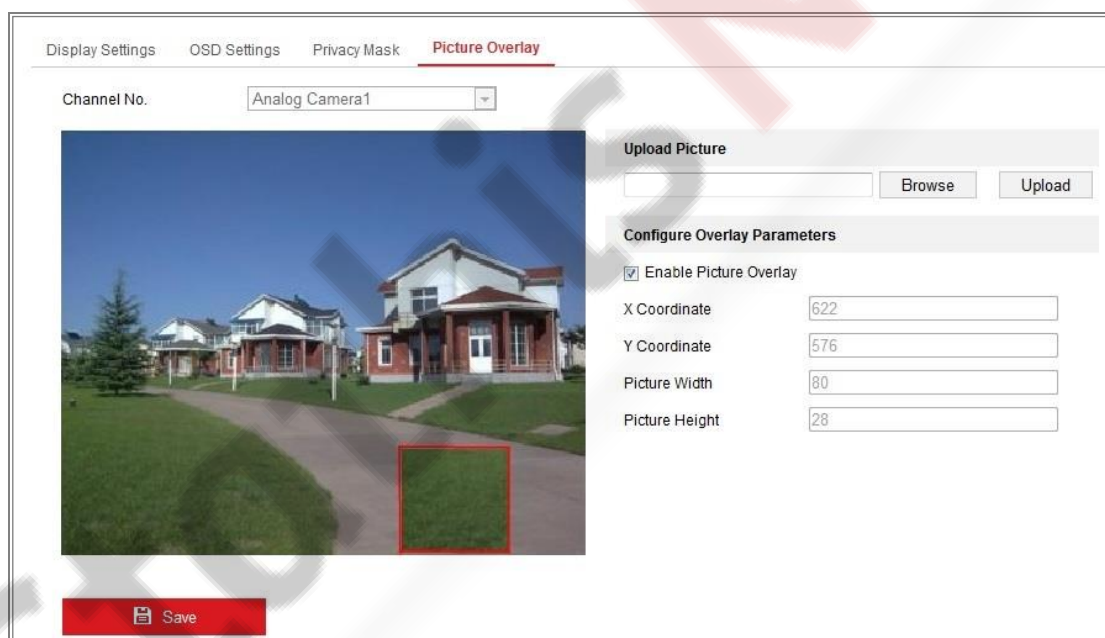 Display Settings OSD Settings Privacy Mask Picture Overlay
Channel No. Analog Camera1
Upload Picture
Browse Upload
Configure Overlay Parameters
Enable Picture Overlay
X Coordinate 622
Y Coordinate 576
Picture Width 80
Picture Height 28
Save